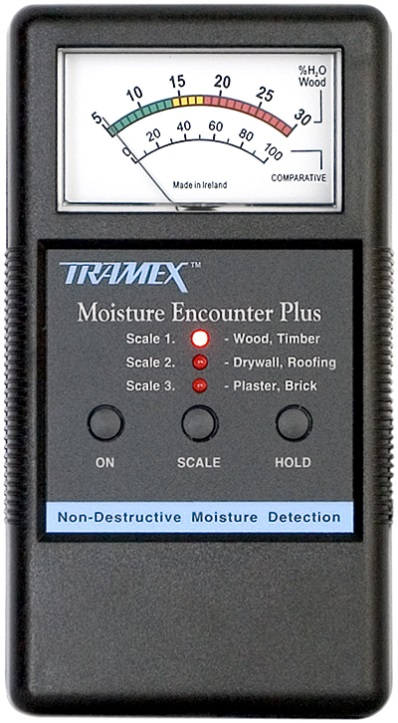 %H₂O
Wood
5 10 15 20 25 30
0 20 40 60 80 100
COMPARATIVE
Made in Ireland
TRAMEX™
Moisture Encounter Plus
Scale 1. - Wood, Timber
Scale 2. - Drywall, Roofing
Scale 3. - Plaster, Brick
ON SCALE HOLD
Non-Destructive Moisture Detection